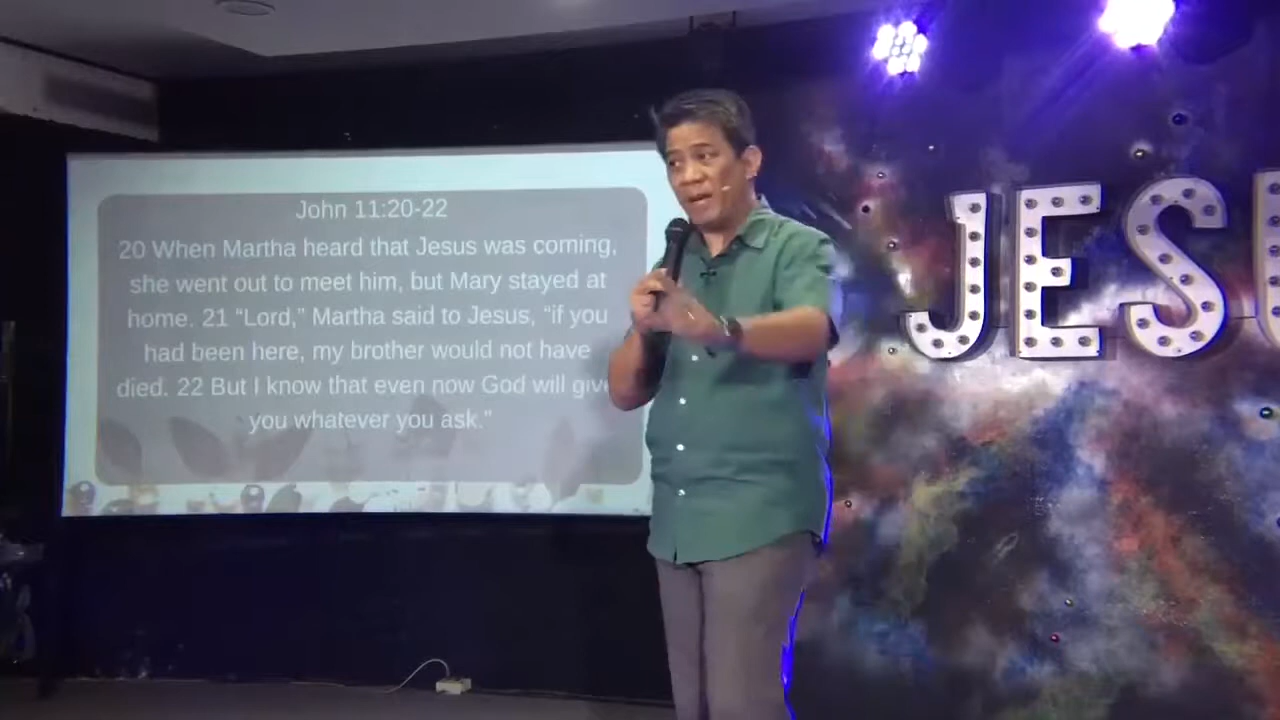 John 11:20-22
20 When Martha heard that Jesus was coming,
she went out to meet him, but Mary stayed at
home. 21 “Lord,” Martha said to Jesus, “if you
had been here, my brother would not have
died. 22 But I know that even now God will give
you whatever you ask.”
JESU